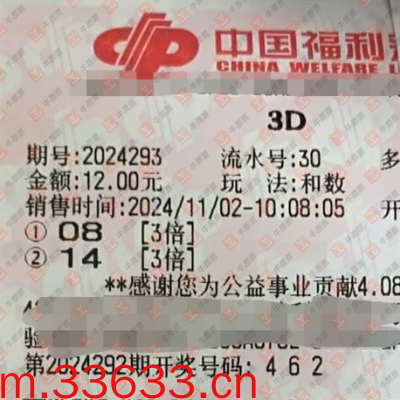 中国福利
CHINA WELFARE L
3D
期号:2024293 流水号:30 多
金额:12.00元 玩 法:和数
销售时间:2024/11/02-10:08:05 开
① 08 [3倍]
② 14 [3倍]
**感谢您为公益事业贡献4.08
验
第2024292期开奖号码: 4 6 2
m.33633.cn